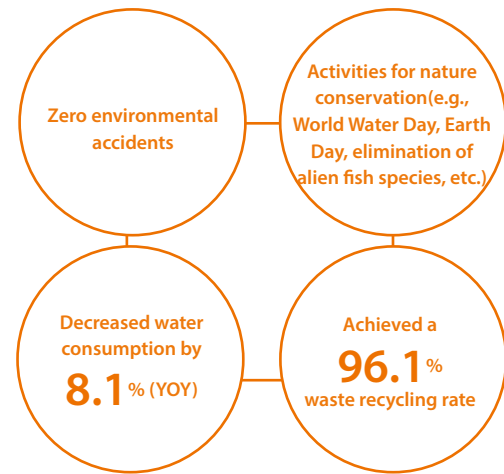 Zero environmental
accidents
Activities for nature
conservation(e.g.,
World Water Day, Earth
Day, elimination of
alien fish species, etc.)
Decreased water
consumption by
8.1 % (YOY)
Achieved a
96.1 %
waste recycling rate